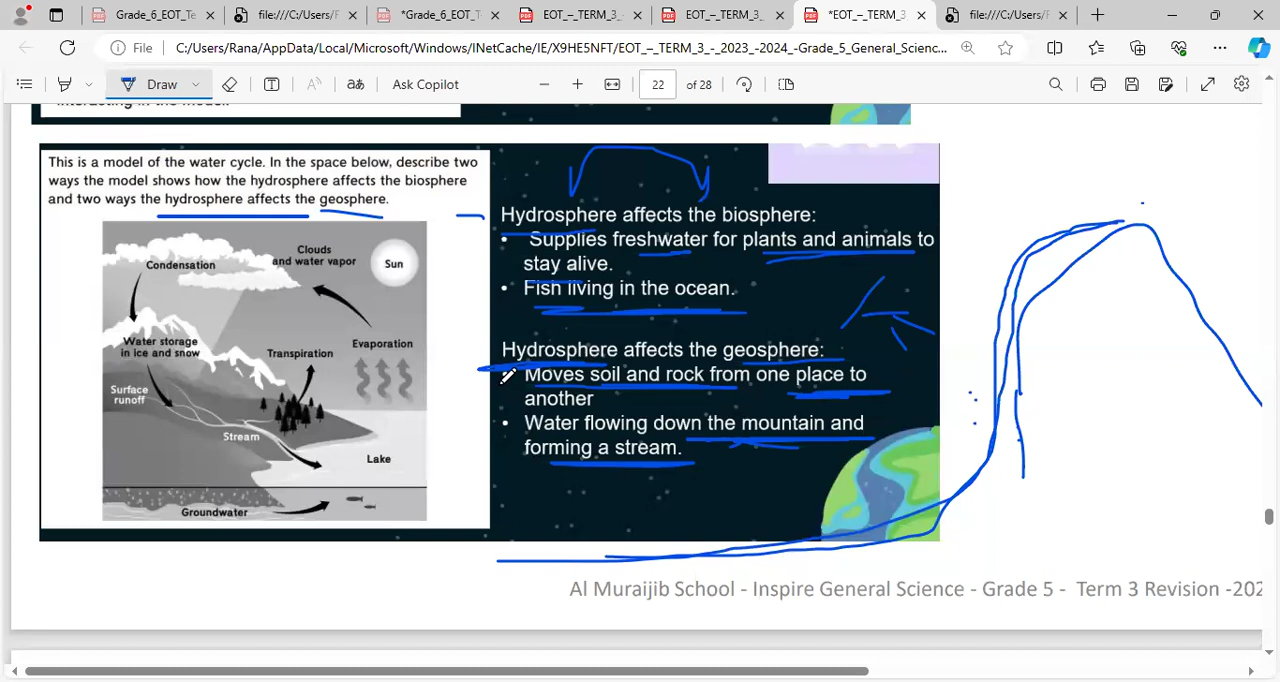 Grade_6_EOT_Te
file:///C:/Users/F
*Grade_6_EOT_T
EOT_–_TERM_3_
EOT_–_TERM_3_
*EOT_–_TERM_3_
file:///C:/Users/F
File
C:/Users/Rana/AppData/Local/Microsoft/Windows/INetCache/IE/X9HE5NFT/EOT_–_TERM_3_-_2023_-2024_-Grade_5_General_Scienc...
Draw
aあ
Ask Copilot
22
of 28
This is a model of the water cycle. In the space below, describe two
ways the model shows how the hydrosphere affects the biosphere
and two ways the hydrosphere affects the geosphere.
Condensation
Clouds
and water vapor
Sun
Water storage
in ice and snow
Transpiration
Evaporation
Surface
runoff
Stream
Lake
Groundwater
Hydrosphere affects the biosphere:
• Supplies freshwater for plants and animals to
stay alive.
• Fish living in the ocean.
Hydrosphere affects the geosphere:
Moves soil and rock from one place to
another
• Water flowing down the mountain and
forming a stream.
Al Muraijib School - Inspire General Science - Grade 5 - Term 3 Revision -202